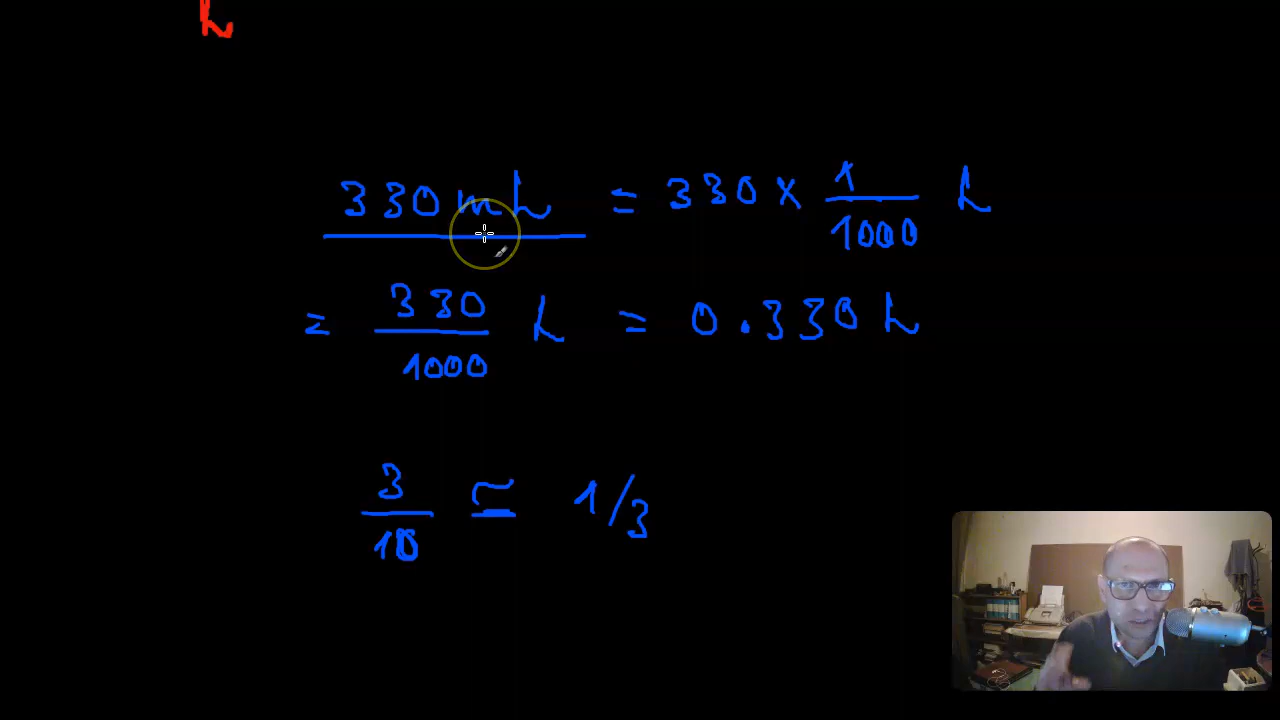 L
330 mL = 330 x 1/1000 L
= 330/1000 L = 0.330 L
3/10 ≃ 1/3